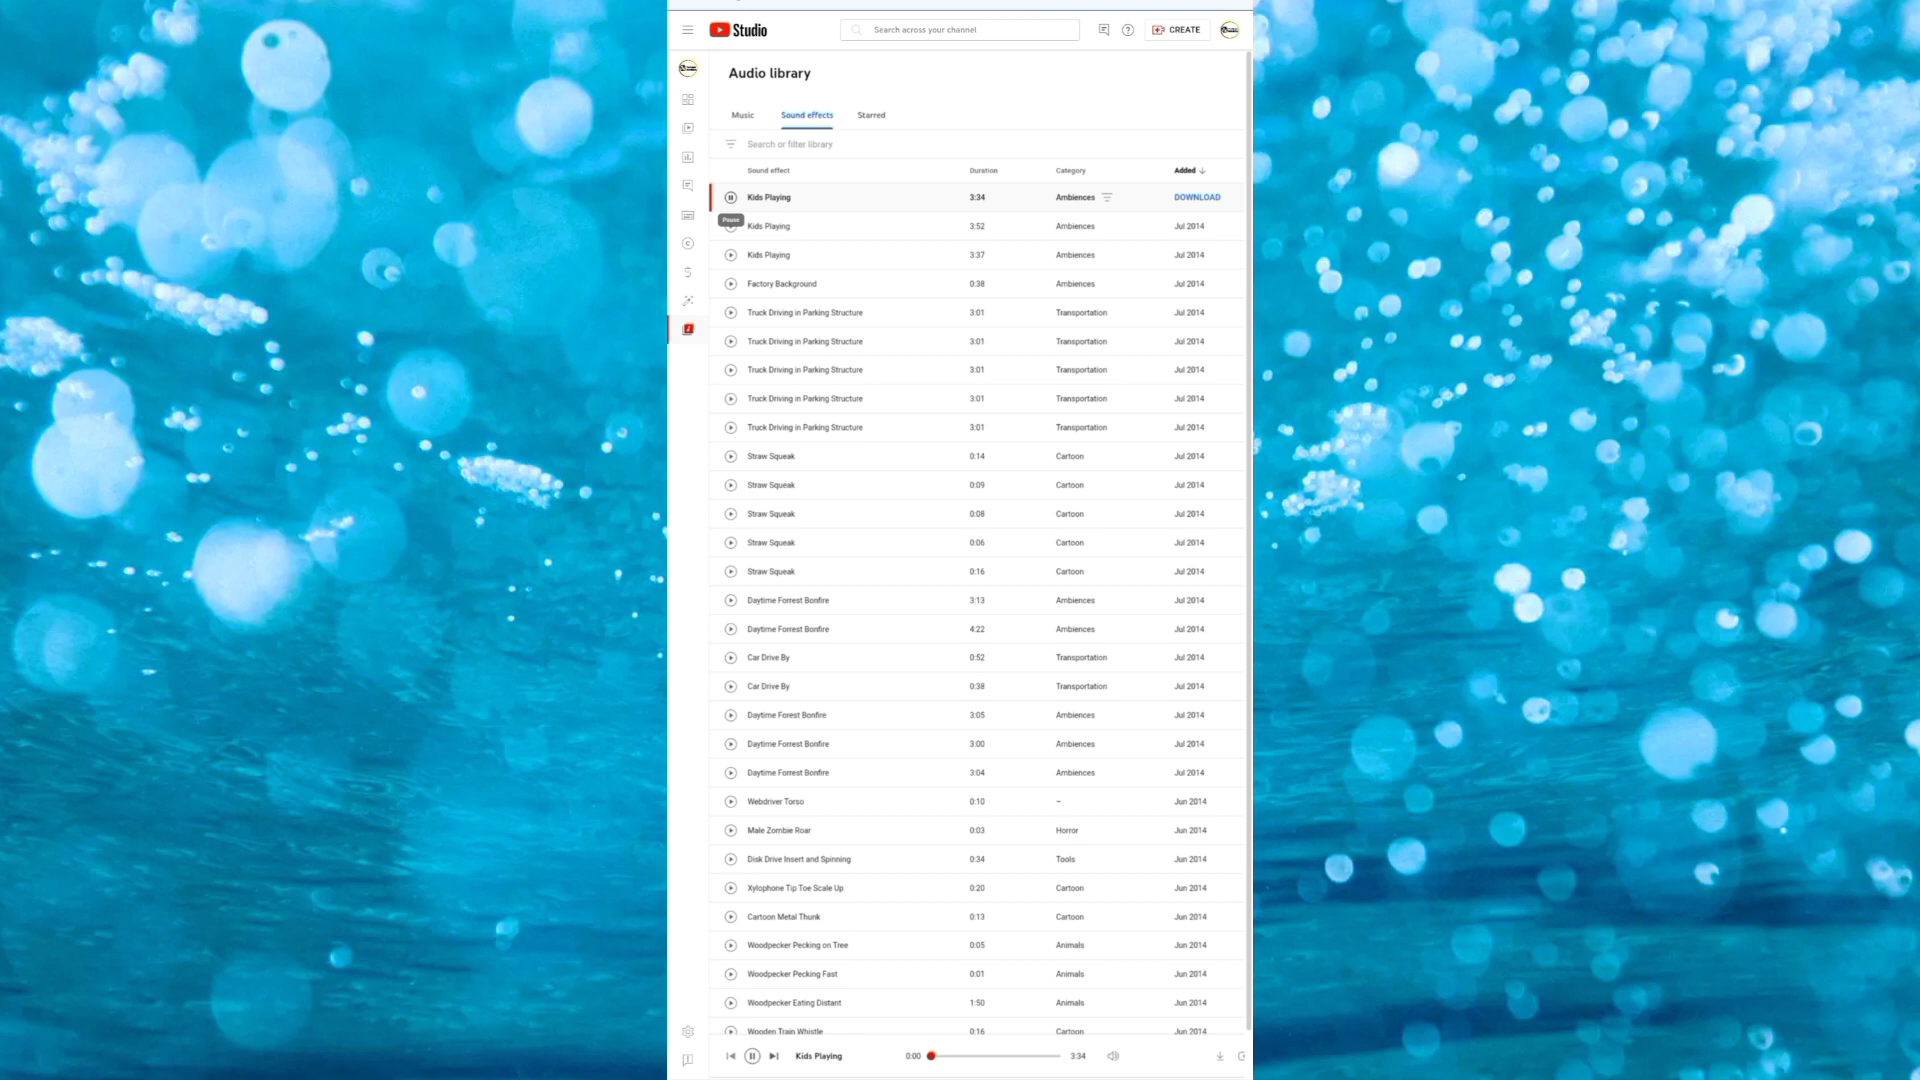 Studio
Search across your channel
CREATE
Audio library
Music Sound effects Starred
Search or filter library
Sound effect Duration Category Added
Kids Playing 3:34 Ambiences DOWNLOAD
Pause
Kids Playing 3:52 Ambiences Jul 2014
Kids Playing 3:37 Ambiences Jul 2014
Factory Background 0:38 Ambiences Jul 2014
Truck Driving in Parking Structure 3:01 Transportation Jul 2014
Truck Driving in Parking Structure 3:01 Transportation Jul 2014
Truck Driving in Parking Structure 3:01 Transportation Jul 2014
Truck Driving in Parking Structure 3:01 Transportation Jul 2014
Truck Driving in Parking Structure 3:01 Transportation Jul 2014
Straw Squeak 0:14 Cartoon Jul 2014
Straw Squeak 0:09 Cartoon Jul 2014
Straw Squeak 0:08 Cartoon Jul 2014
Straw Squeak 0:06 Cartoon Jul 2014
Straw Squeak 0:16 Cartoon Jul 2014
Daytime Forrest Bonfire 3:13 Ambiences Jul 2014
Daytime Forrest Bonfire 4:22 Ambiences Jul 2014
Car Drive By 0:52 Transportation Jul 2014
Car Drive By 0:38 Transportation Jul 2014
Daytime Forest Bonfire 3:05 Ambiences Jul 2014
Daytime Forrest Bonfire 3:00 Ambiences Jul 2014
Daytime Forrest Bonfire 3:04 Ambiences Jul 2014
Webdriver Torso 0:10 – Jun 2014
Male Zombie Roar 0:03 Horror Jun 2014
Disk Drive Insert and Spinning 0:34 Tools Jun 2014
Xylophone Tip Toe Scale Up 0:20 Cartoon Jun 2014
Cartoon Metal Thunk 0:13 Cartoon Jun 2014
Woodpecker Pecking on Tree 0:05 Animals Jun 2014
Woodpecker Pecking Fast 0:01 Animals Jun 2014
Woodpecker Eating Distant 1:50 Animals Jun 2014
Wooden Train Whistle 0:16 Cartoon Jun 2014
Kids Playing 0:00 3:34